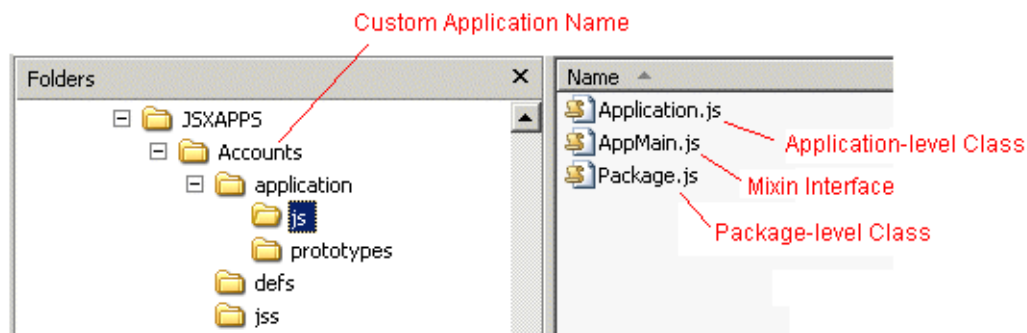 Custom Application Name
Folders
JSXAPPS
Accounts
application
js
prototypes
defs
jss
Name
Application.js
AppMain.js
Package.js
Application-level Class
Mixin Interface
Package-level Class